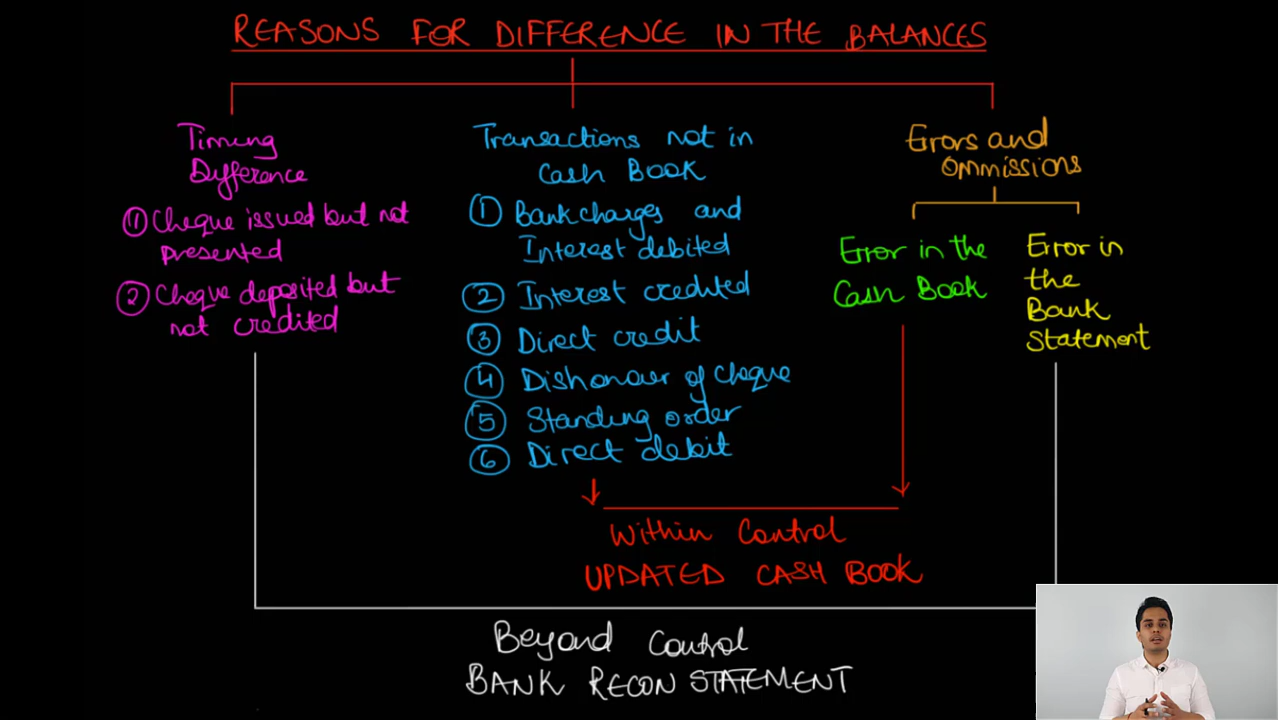 REASONS FOR DIFFERENCE IN THE BALANCES
Timing
Difference
① Cheque issued but not
presented
② Cheque deposited but
not credited
Transactions not in
Cash Book
① Bank charges and
Interest debited
② Interest credited
③ Direct credit
④ Dishonour of cheque
⑤ Standing order
⑥ Direct debit
Errors and
Ommissions
Error in the
Cash Book
Error in
the
Bank
Statement
Within Control
UPDATED CASH BOOK
Beyond Control
BANK RECON STATEMENT